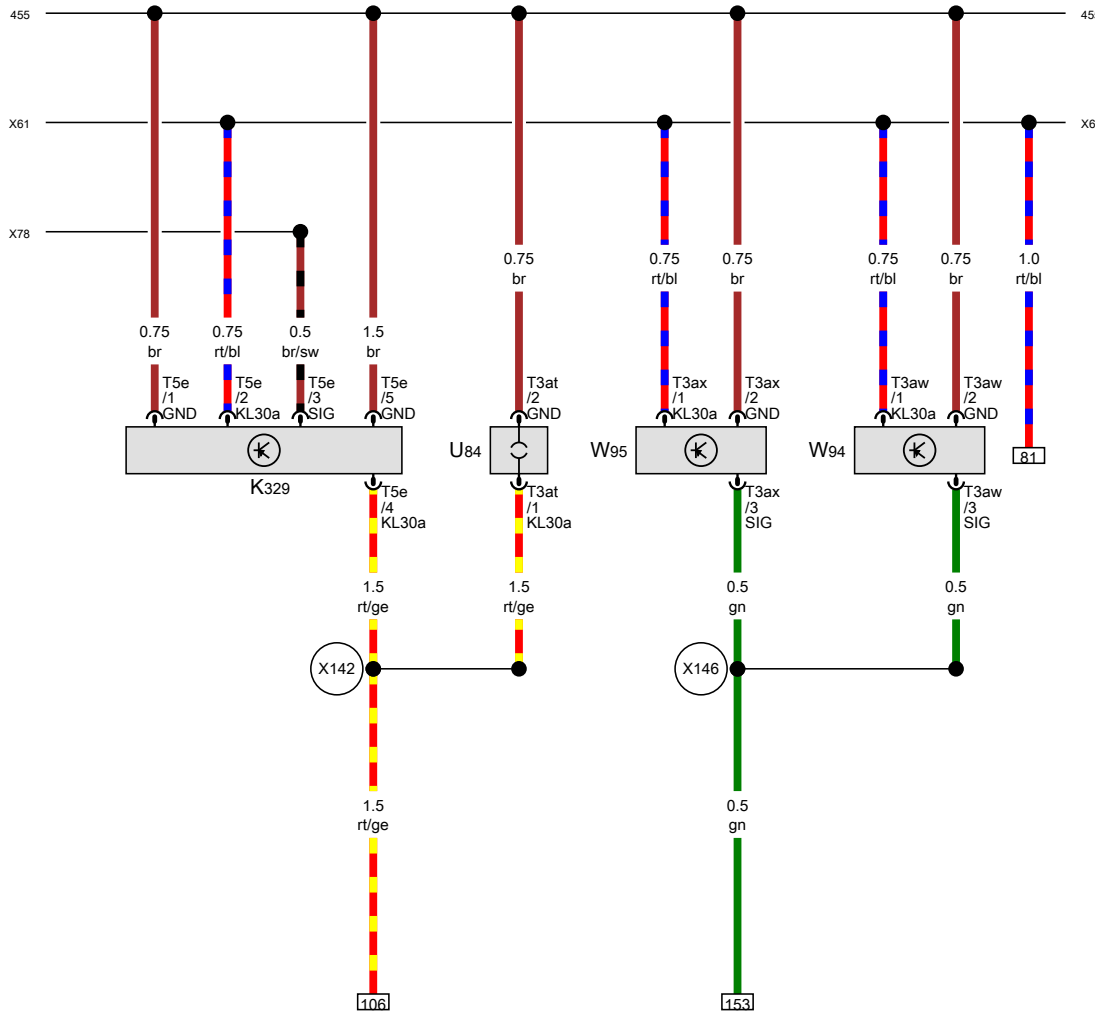 455
45
X61
X6
X78
0.75
br
0.75
rt/bl
0.75
br
0.75
rt/bl
0.75
br
1.0
rt/bl
0.75
br
0.75
rt/bl
0.5
br/sw
1.5
br
T5e
/1
GND
T5e
/2
KL30a
T5e
/3
SIG
T5e
/5
GND
T3at
/2
GND
T3ax
/1
KL30a
T3ax
/2
GND
T3aw
/1
KL30a
T3aw
/2
GND
K329
U84
W95
W94
81
T5e
/4
KL30a
T3at
/1
KL30a
T3ax
/3
SIG
T3aw
/3
SIG
1.5
rt/ge
1.5
rt/ge
0.5
gn
0.5
gn
X142
X146
1.5
rt/ge
0.5
gn
106
153